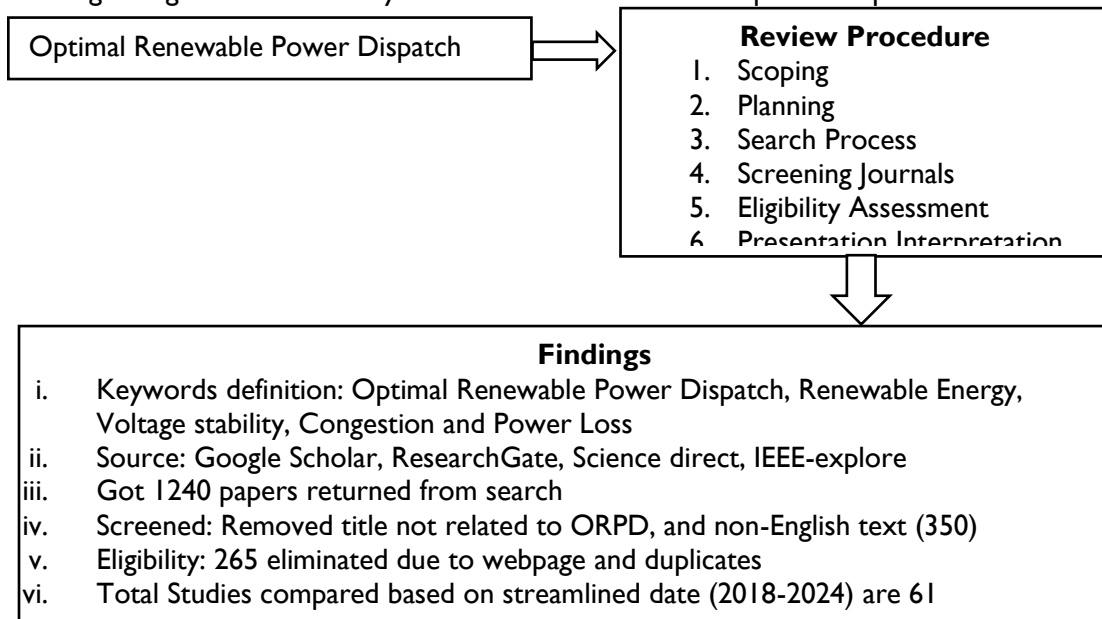 Optimal Renewable Power Dispatch
Review Procedure
1. Scoping
2. Planning
3. Search Process
4. Screening Journals
5. Eligibility Assessment
6 Presentation Interpretation
Findings
i. Keywords definition: Optimal Renewable Power Dispatch, Renewable Energy,
Voltage stability, Congestion and Power Loss
ii. Source: Google Scholar, ResearchGate, Science direct, IEEE-explore
iii. Got 1240 papers returned from search
iv. Screened: Removed title not related to ORPD, and non-English text (350)
v. Eligibility: 265 eliminated due to webpage and duplicates
vi. Total Studies compared based on streamlined date (2018-2024) are 61